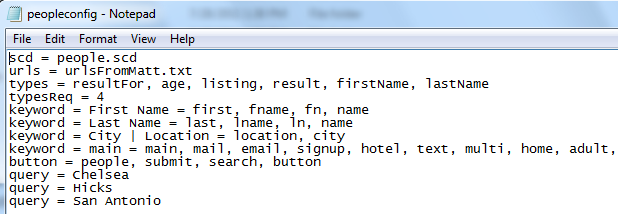 peopleconfig - Notepad
File Edit Format View Help
scd = people.scd
urls = urlsFromMatt.txt
types = resultFor, age, listing, result, firstName, lastName
typesReq = 4
keyword = First Name = first, fname, fn, name
keyword = Last Name = last, lname, ln, name
keyword = City | Location = location, city
keyword = main = main, mail, email, signup, hotel, text, multi, home, adult,
button = people, submit, search, button
query = Chelsea
query = Hicks
query = San Antonio